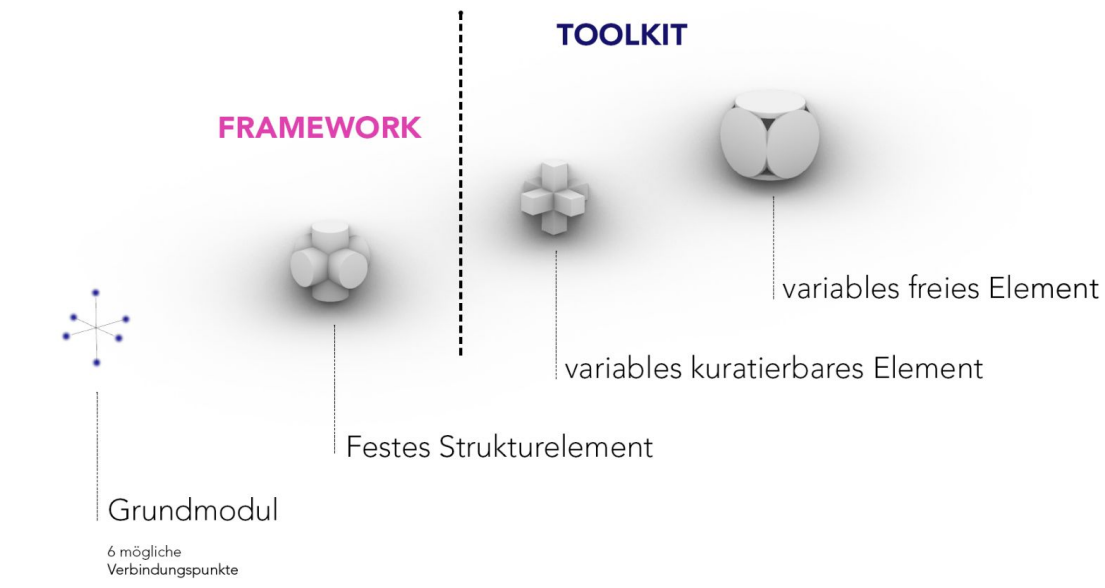 TOOLKIT
FRAMEWORK
variables freies Element
variables kuratierbares Element
Festes Strukturelement
Grundmodul
6 mögliche
Verbindungspunkte